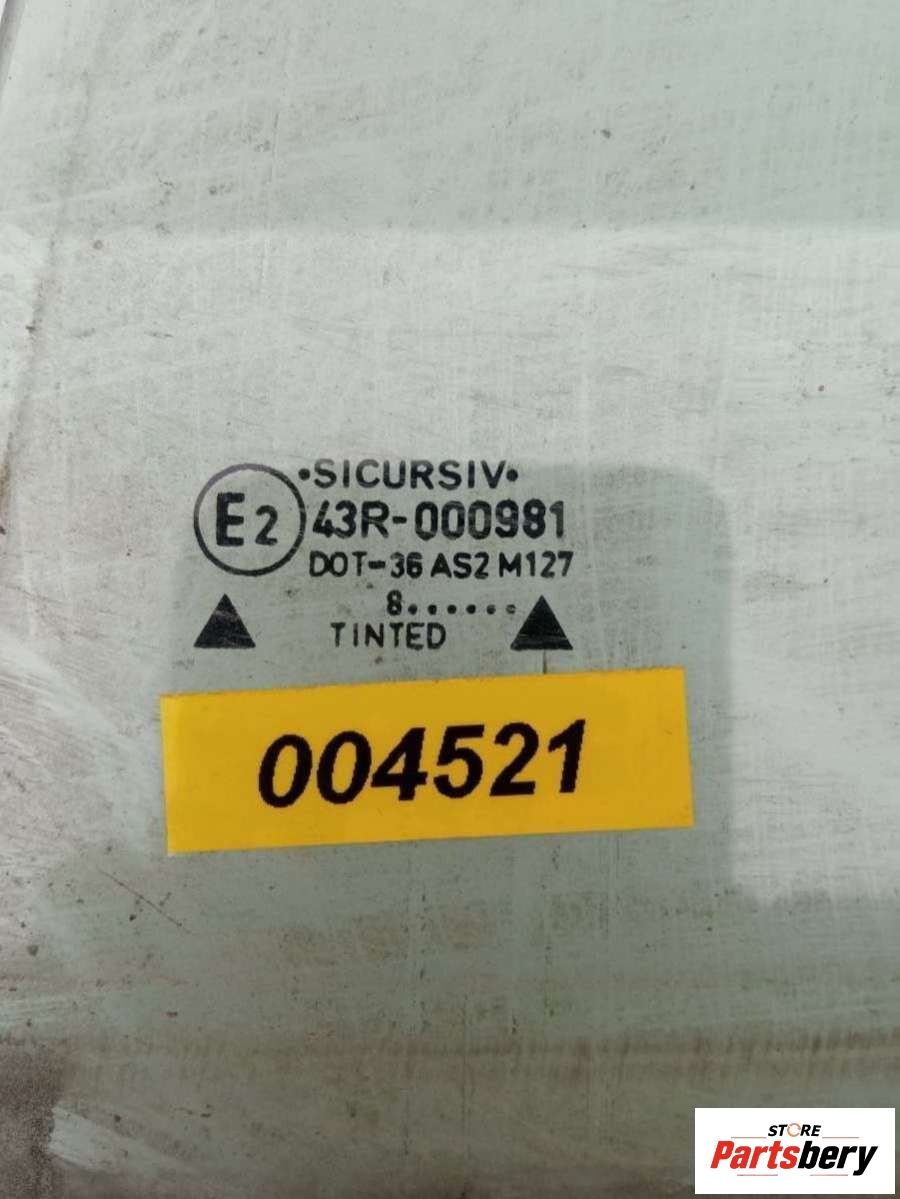 •SICURSIV•
E2
43R-000981
DOT-36 AS2 M127
8......
TINTED
004521
STORE
Partsbery